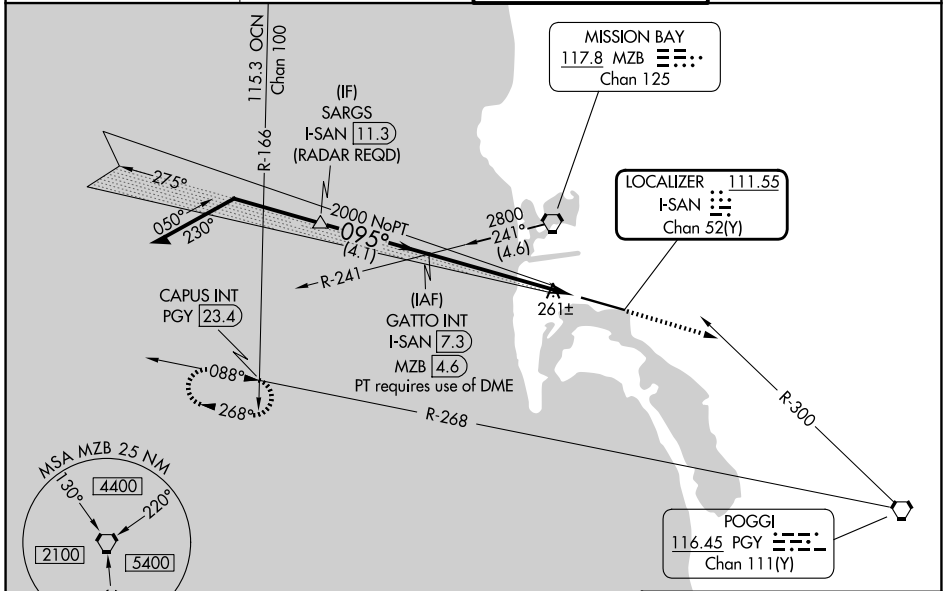 115.3 OCN
Chan 100
R-166
(IF)
SARGS
I-SAN 11.3
(RADAR REQD)
MISSION BAY
117.8 MZB
Chan 125
LOCALIZER 111.55
I-SAN
Chan 52(Y)
275°
050°
230°
2000 NoPT
095°
(4.1)
2800
241°
(4.6)
R-241
261±
CAPUS INT
PGY 23.4
(IAF)
GATTO INT
I-SAN 7.3
MZB 4.6
PT requires use of DME
088°
268°
R-268
R-300
MSA MZB 25 NM
130°
4400
220°
2100
5400
POGGI
116.45 PGY
Chan 111(Y)